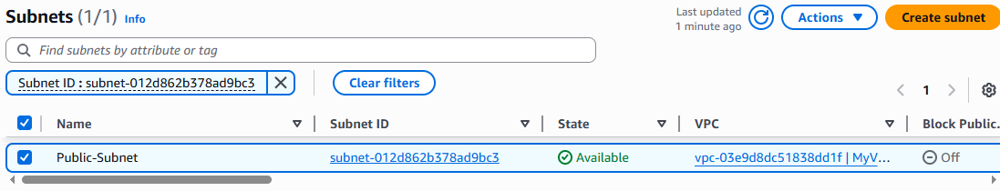 Subnets (1/1) Info
Last updated
1 minute ago
Actions
Create subnet
Find subnets by attribute or tag
Subnet ID : subnet-012d862b378ad9bc3
Clear filters
1
Name Subnet ID State VPC Block Public...
Public-Subnet subnet-012d862b378ad9bc3 Available vpc-03e9d8dc51838dd1f | MyV... Off